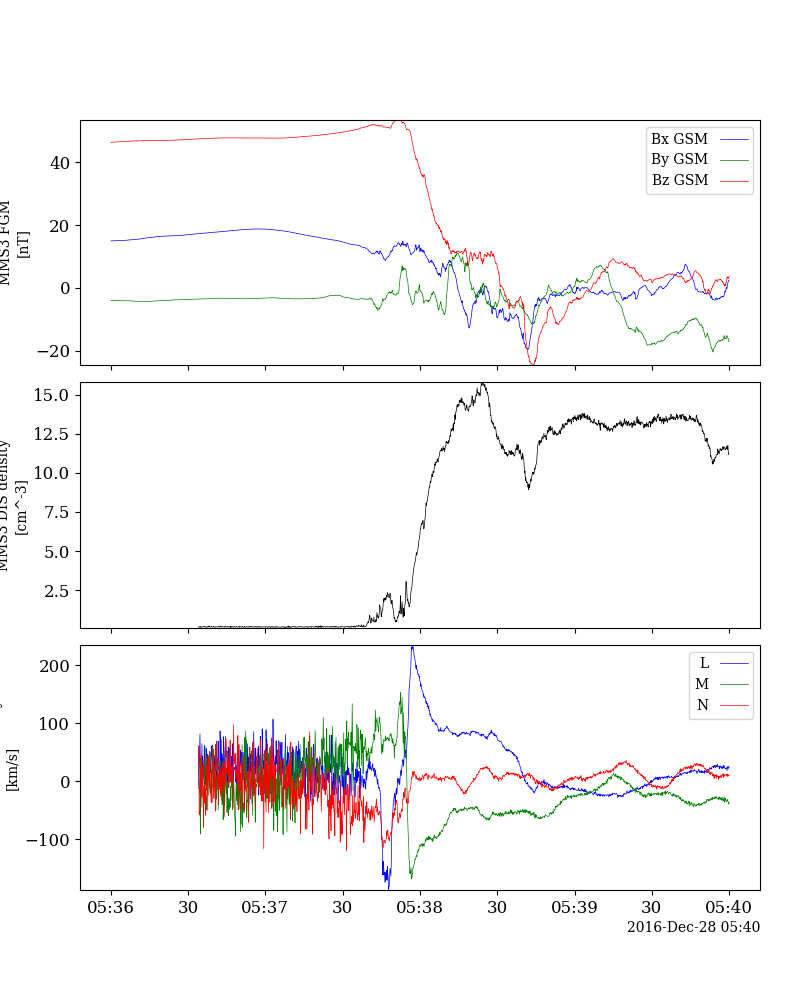 MMS3 FGM
[nT]
40
20
0
−20
Bx GSM
By GSM
Bz GSM
MMS3 DIS density
[cm^-3]
15.0
12.5
10.0
7.5
5.0
2.5
[km/s]
200
100
0
−100
L
M
N
05:36
30
05:37
30
05:38
30
05:39
30
05:40
2016-Dec-28 05:40